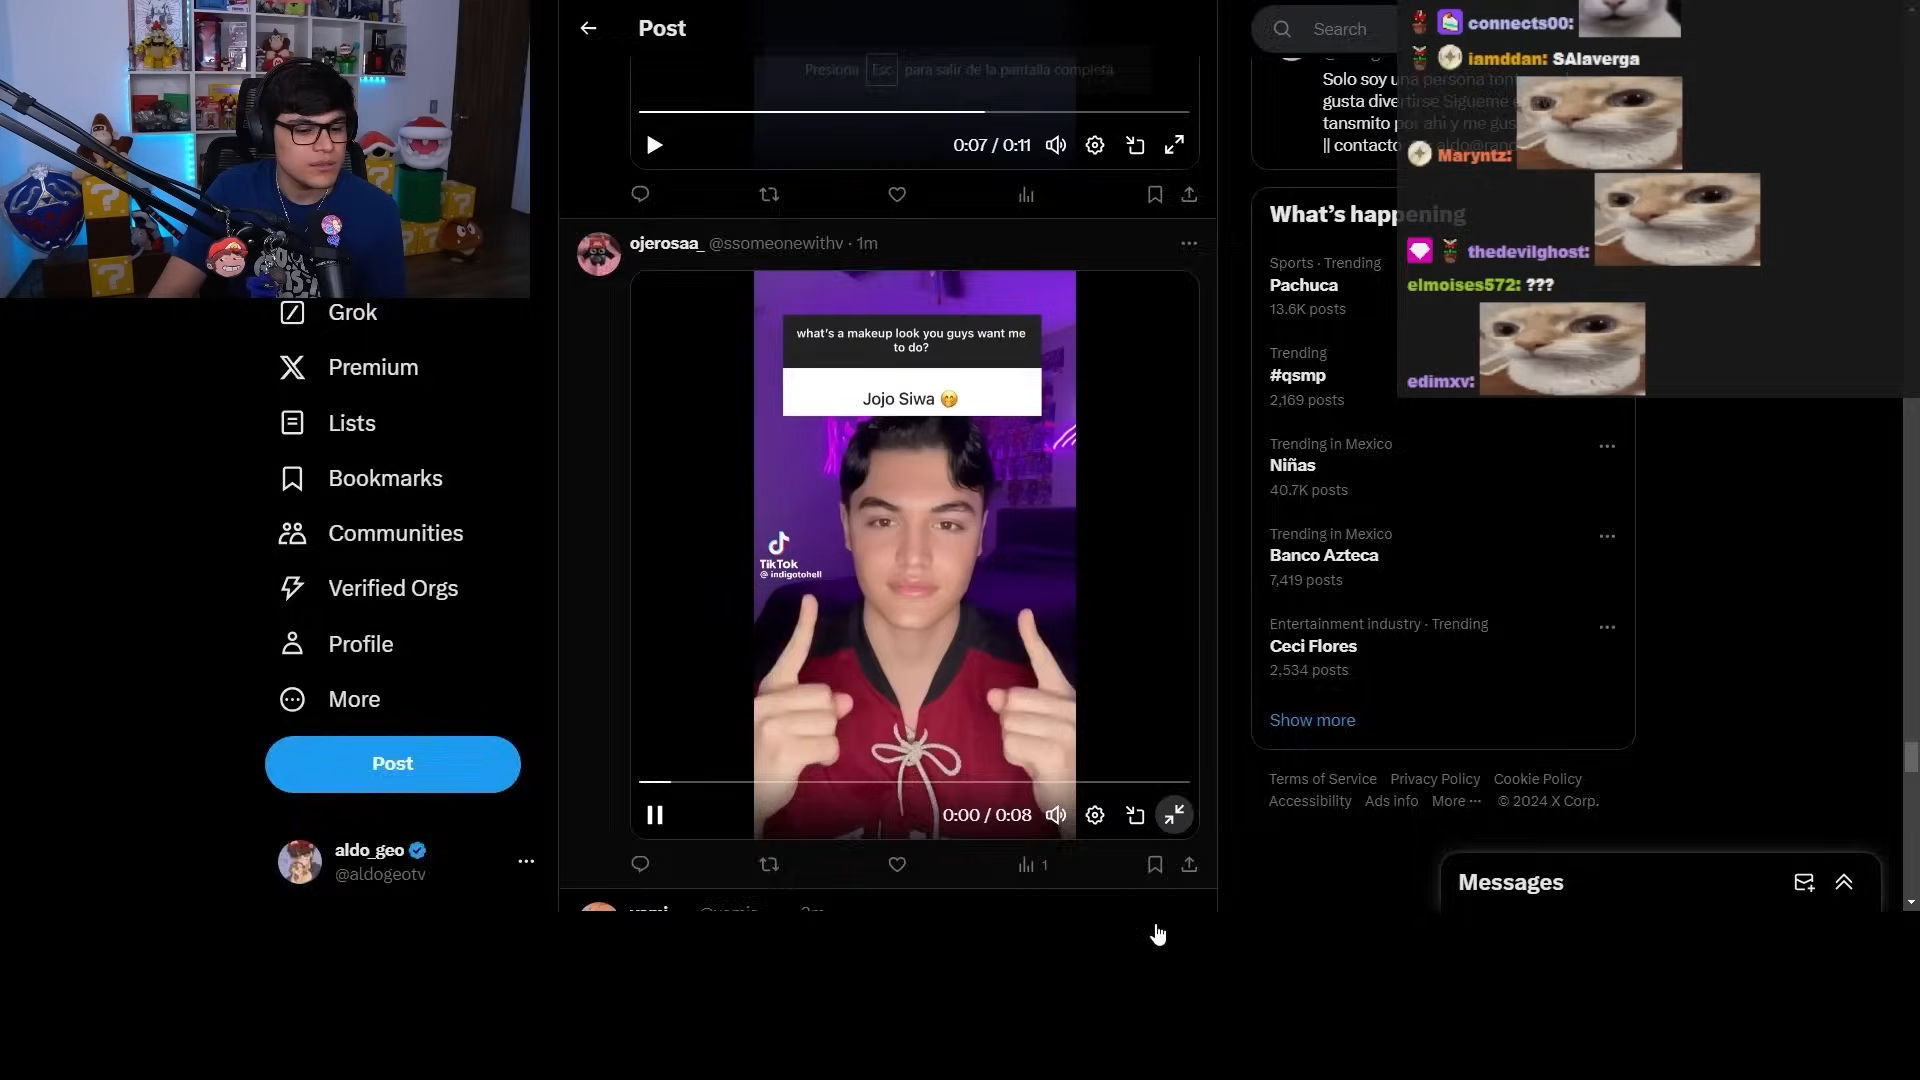 Post
Presiona Esc para salir de la pantalla completa
0:07 / 0:11
ojerosaa_ @ssomeonewithv · 1m
what's a makeup look you guys want me
to do?
Jojo Siwa 🤭
TikTok
@ indigotohell
0:00 / 0:08
1
Grok
Premium
Lists
Bookmarks
Communities
Verified Orgs
Profile
More
Post
aldo_geo
@aldogeotv
Search
Solo soy una persona
gusta divertirse Sigueme
tansmito por ahi y me
|| contacto
What's happening
Sports · Trending
Pachuca
13.6K posts
Trending
#qsmp
2,169 posts
Trending in Mexico
Niñas
40.7K posts
Trending in Mexico
Banco Azteca
7,419 posts
Entertainment industry · Trending
Ceci Flores
2,534 posts
Show more
Terms of Service Privacy Policy Cookie Policy
Accessibility Ads info More ··· © 2024 X Corp.
Messages
connects00:
iamddan: SAlaverga
Maryntz:
thedevilghost:
elmoises572: ???
edimxv: